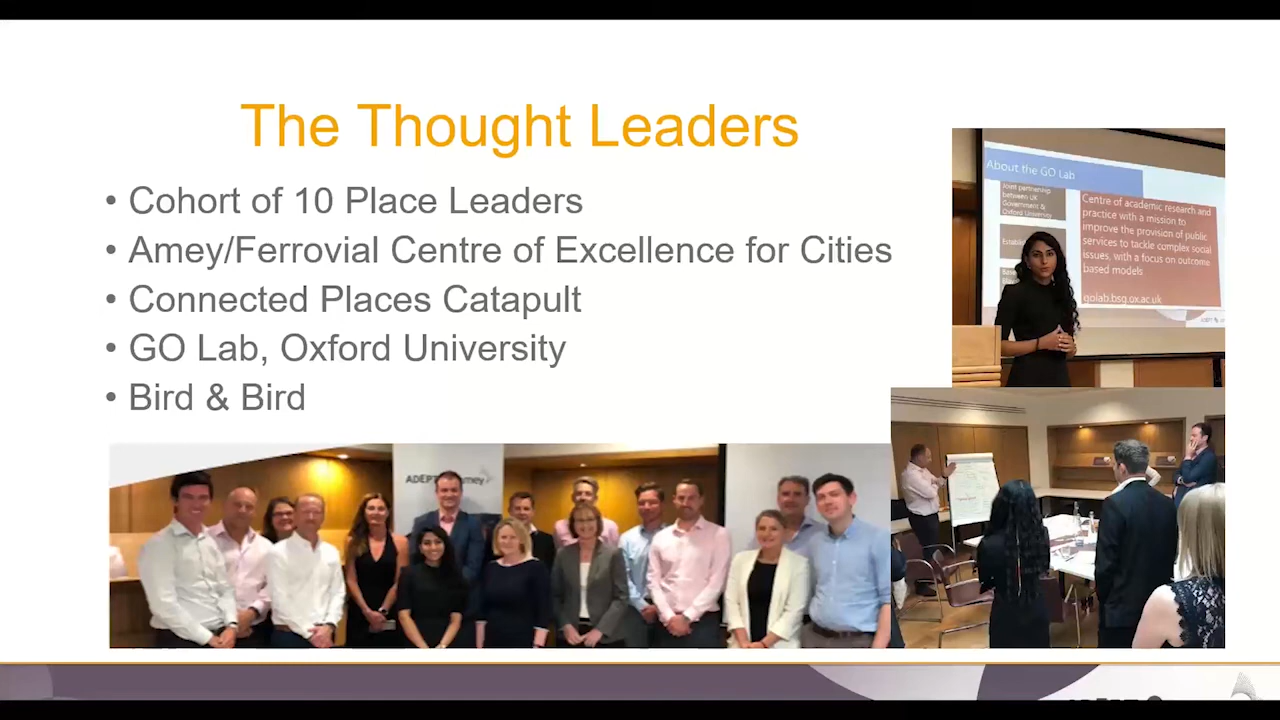 The Thought Leaders
• Cohort of 10 Place Leaders
• Amey/Ferrovial Centre of Excellence for Cities
• Connected Places Catapult
• GO Lab, Oxford University
• Bird & Bird
About the GO Lab
Joint partnership
between UK
Government &
Oxford University
Centre of academic research and
practice with a mission to
improve the provision of public
services to tackle complex social
issues, with a focus on outcome
based models
golab.bsg.ox.ac.uk
ADEPT